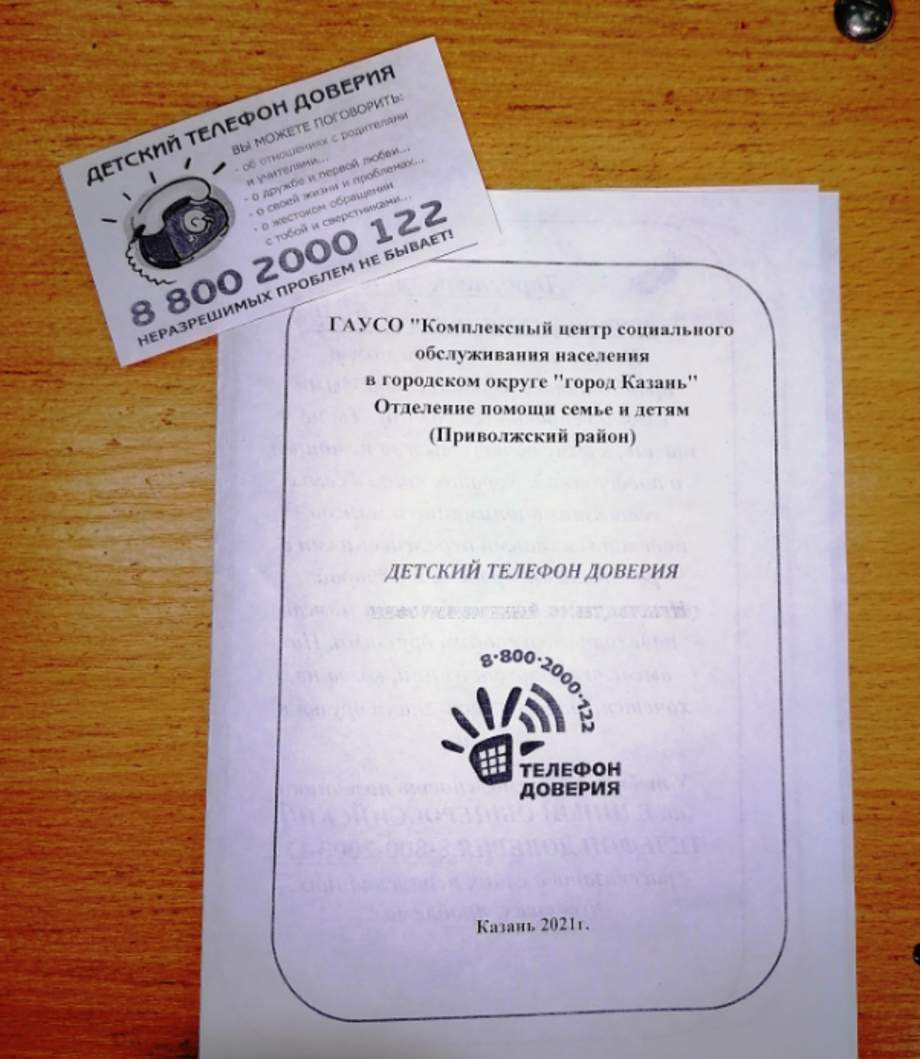 ДЕТСКИЙ ТЕЛЕФОН ДОВЕРИЯ
ВЫ МОЖЕТЕ ПОГОВОРИТЬ:
- об отношениях с родителями
и учителями...
- о дружбе и первой любви...
- о своей жизни и проблемах...
- о жестоком обращении
с тобой и сверстниками...
8 800 2000 122
НЕРАЗРЕШИМЫХ ПРОБЛЕМ НЕ БЫВАЕТ!
ГАУСО "Комплексный центр социального
обслуживания населения
в городском округе "город Казань"
Отделение помощи семье и детям
(Приволжский район)
ДЕТСКИЙ ТЕЛЕФОН ДОВЕРИЯ
8·800·2000·122
ТЕЛЕФОН
ДОВЕРИЯ
Казань 2021г.